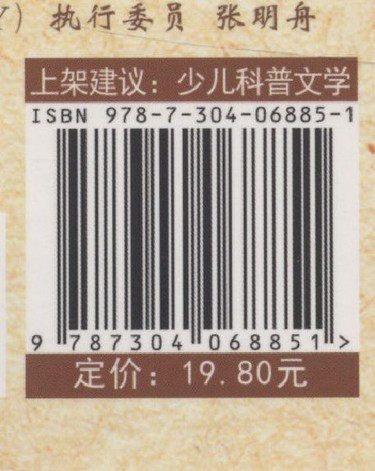 ) 执行委员 张明舟
上架建议：少儿科普文学
ISBN 978-7-304-06885-1
9 787304 068851 >
定价：19.80元